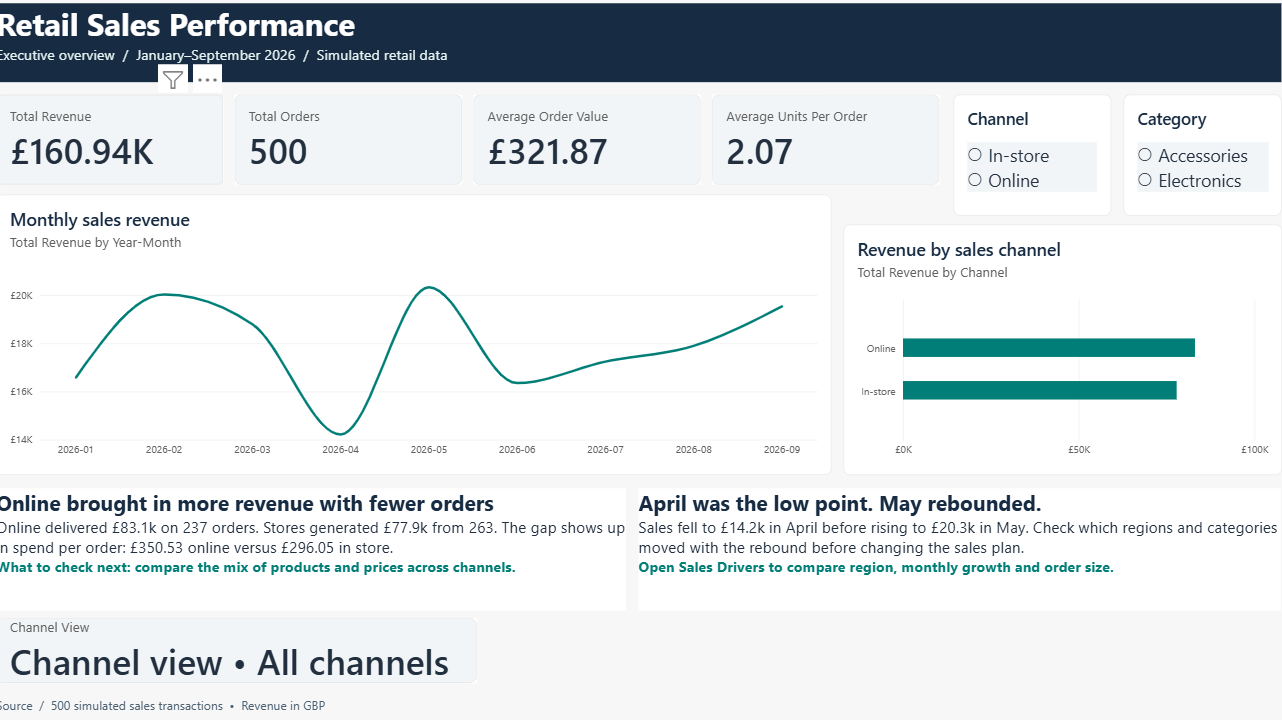 Retail Sales Performance
Executive overview / January–September 2026 / Simulated retail data
Total Revenue
£160.94K
Total Orders
500
Average Order Value
£321.87
Average Units Per Order
2.07
Channel
In-store
Online
Category
Accessories
Electronics
Monthly sales revenue
Total Revenue by Year-Month
£20K
£18K
£16K
£14K
2026-01
2026-02
2026-03
2026-04
2026-05
2026-06
2026-07
2026-08
2026-09
Revenue by sales channel
Total Revenue by Channel
Online
In-store
£0K
£50K
£100K
Online brought in more revenue with fewer orders
Online delivered £83.1k on 237 orders. Stores generated £77.9k from 263. The gap shows up
in spend per order: £350.53 online versus £296.05 in store.
What to check next: compare the mix of products and prices across channels.
April was the low point. May rebounded.
Sales fell to £14.2k in April before rising to £20.3k in May. Check which regions and categories
moved with the rebound before changing the sales plan.
Open Sales Drivers to compare region, monthly growth and order size.
Channel View
Channel view • All channels
Source / 500 simulated sales transactions • Revenue in GBP